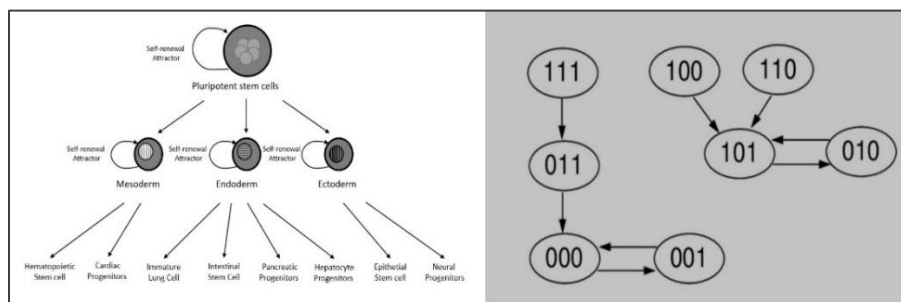 Self-renewal
Attractor
Pluripotent stem cells
Self-renewal
Attractor
Self-renewal
Attractor
Self-renewal
Attractor
Mesoderm
Endoderm
Ectoderm
Hematopoietic
Stem cell
Cardiac
Progenitors
Immature
Lung Cell
Intestinal
Stem Cell
Pancreatic
Progenitors
Hepatocyte
Progenitors
Epithetial
Stem cell
Neural
Progenitors
111
100
110
011
101
010
000
001